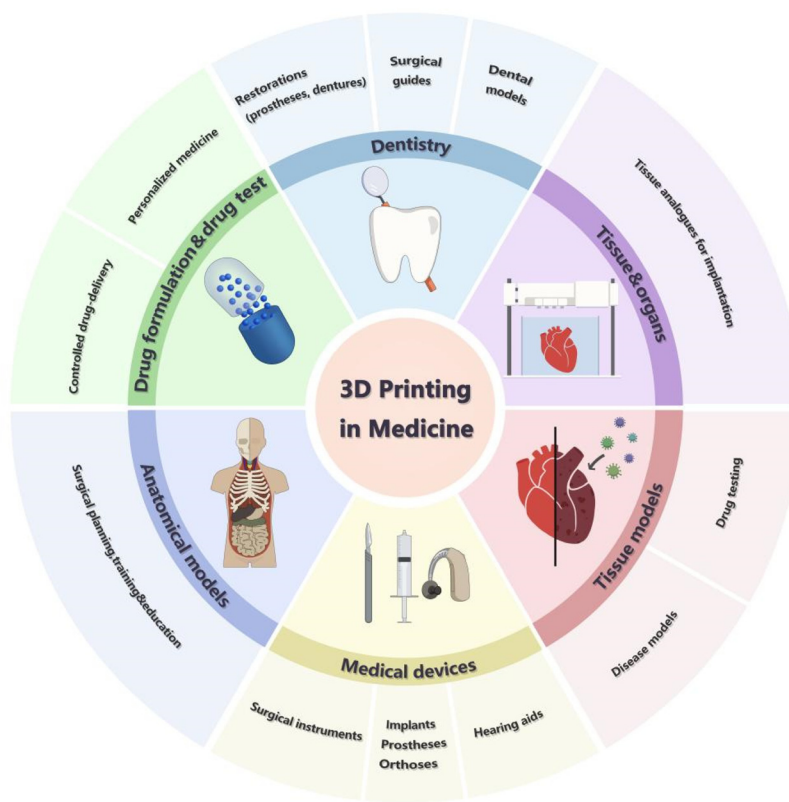 3D Printing
in Medicine
Dentistry
Restorations
(prostheses, dentures)
Surgical
guides
Dental
models
Tissue&organs
Tissue analogues for implantation
Tissue models
Drug testing
Disease models
Medical devices
Hearing aids
Implants
Prostheses
Orthoses
Surgical instruments
Anatomical models
Surgical planning,training&education
Drug formulation&drug test
Controlled drug-delivery
Personalized medicine